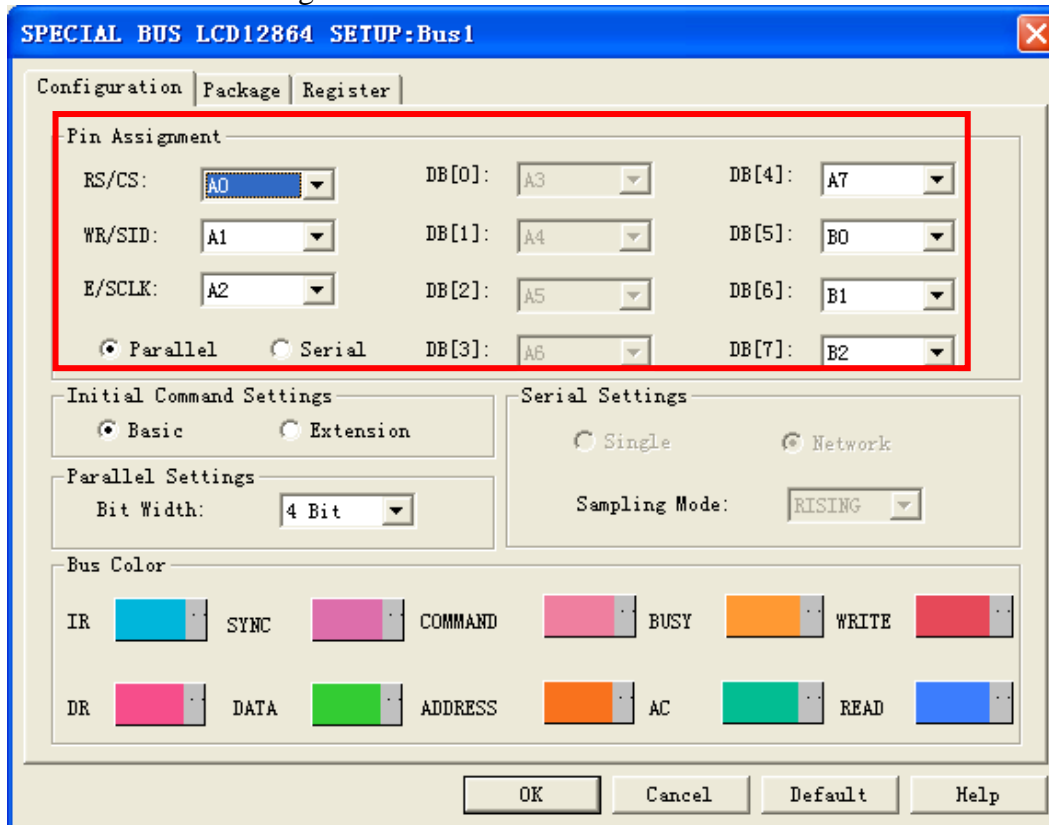 SPECIAL BUS LCD12864 SETUP:Bus1
Configuration Package Register
Pin Assignment
RS/CS: A0 DB[0]: A3 DB[4]: A7
WR/SID: A1 DB[1]: A4 DB[5]: B0
E/SCLK: A2 DB[2]: A5 DB[6]: B1
Parallel Serial DB[3]: A6 DB[7]: B2
Initial Command Settings Serial Settings
Basic Extension Single Network
Parallel Settings
Bit Width: 4 Bit Sampling Mode: RISING
Bus Color
IR SYNC COMMAND BUSY WRITE
DR DATA ADDRESS AC READ
OK Cancel Default Help